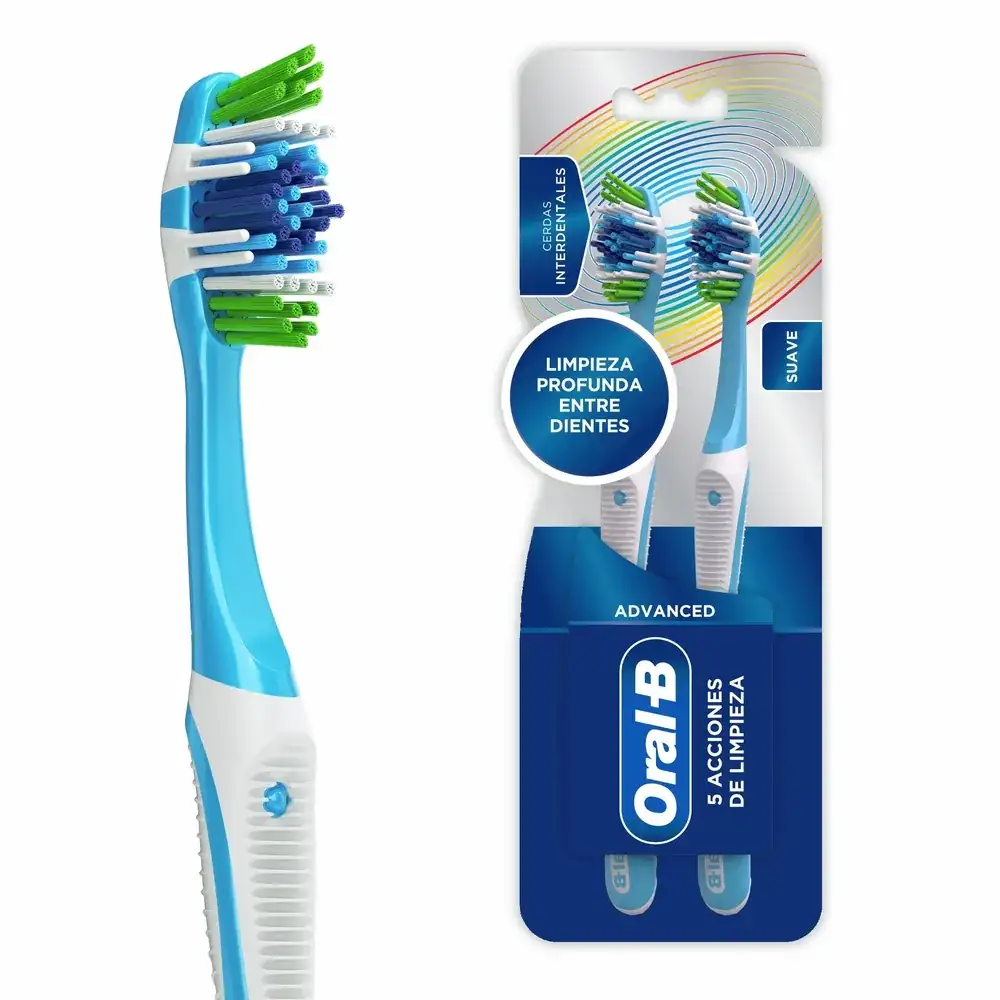 CERDAS
INTERDENTALES
LIMPIEZA
PROFUNDA
ENTRE
DIENTES
SUAVE
ADVANCED
Oral-B
5 ACCIONES
DE LIMPIEZA